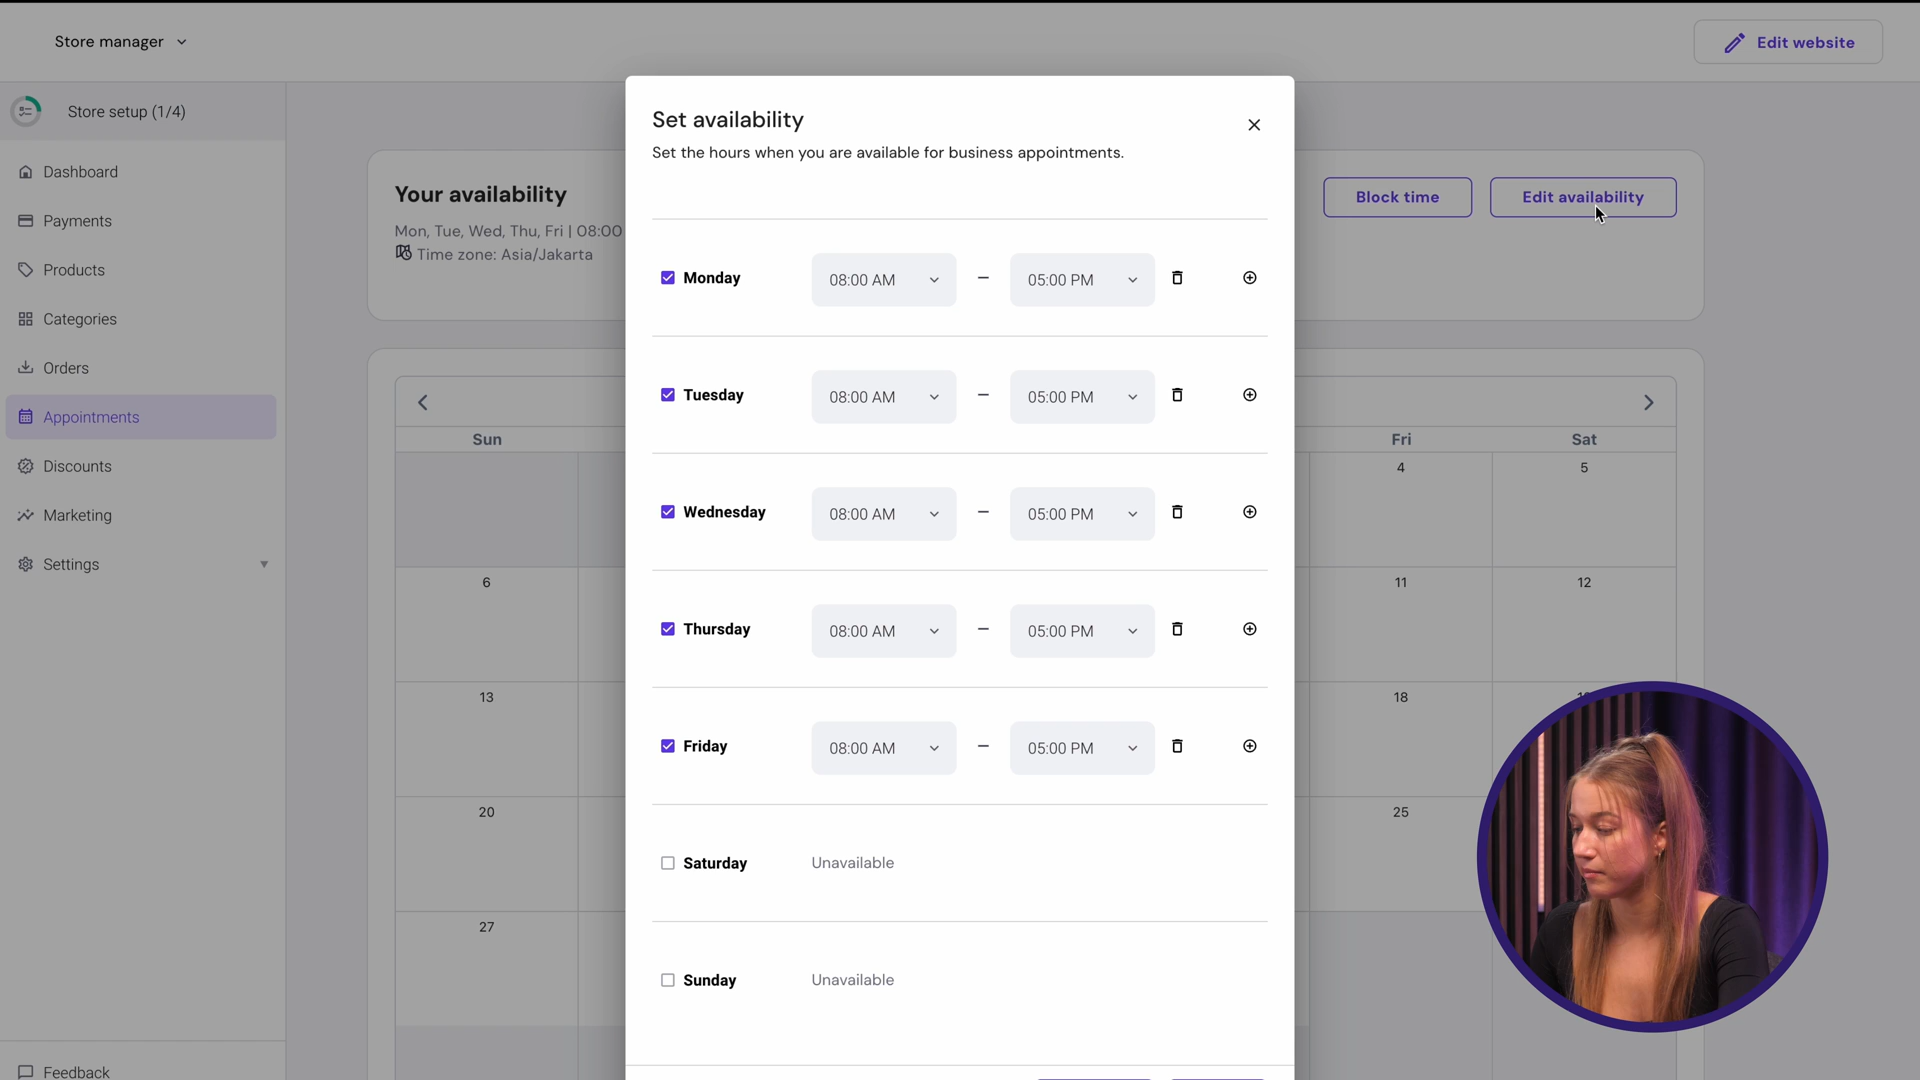 Store manager
Edit website
Store setup (1/4)
Dashboard
Payments
Products
Categories
Orders
Appointments
Discounts
Marketing
Settings
Feedback
Your availability
Mon, Tue, Wed, Thu, Fri | 08:00
Time zone: Asia/Jakarta
Block time
Edit availability
Set availability
Set the hours when you are available for business appointments.
Monday 08:00 AM – 05:00 PM
Tuesday 08:00 AM – 05:00 PM
Wednesday 08:00 AM – 05:00 PM
Thursday 08:00 AM – 05:00 PM
Friday 08:00 AM – 05:00 PM
Saturday Unavailable
Sunday Unavailable
Sun Fri Sat
4 5
6 11 12
13 18
20 25
27